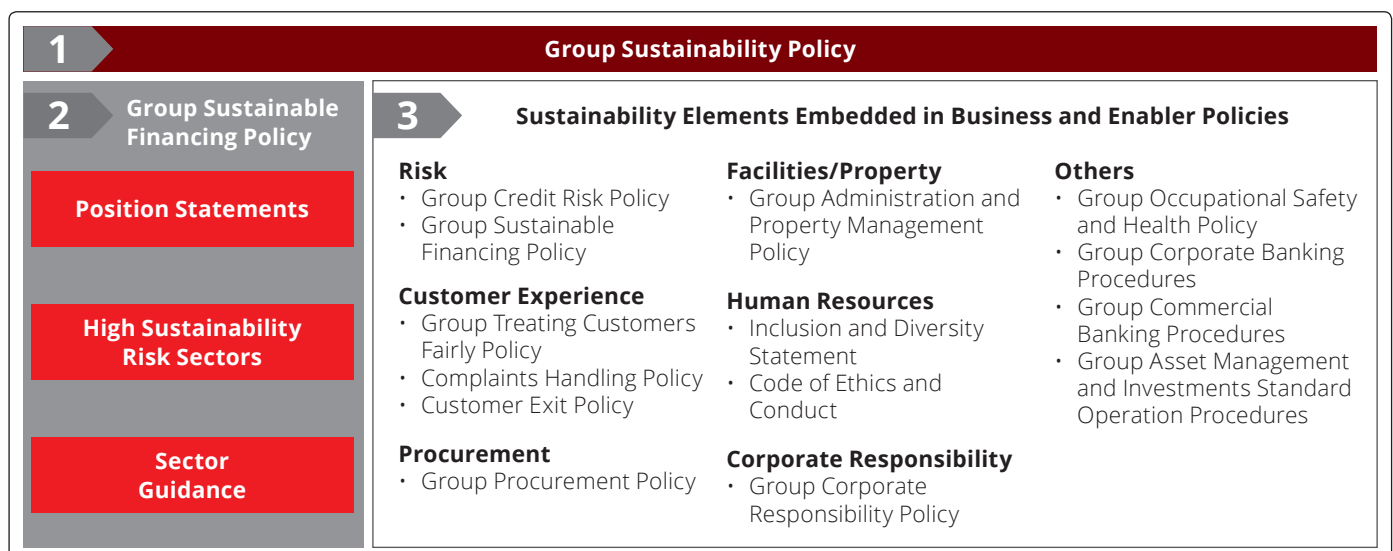 1
Group Sustainability Policy
2
Group Sustainable
Financing Policy
Position Statements
High Sustainability
Risk Sectors
Sector
Guidance
3
Sustainability Elements Embedded in Business and Enabler Policies
Risk
• Group Credit Risk Policy
• Group Sustainable
Financing Policy
Customer Experience
• Group Treating Customers
Fairly Policy
• Complaints Handling Policy
• Customer Exit Policy
Procurement
• Group Procurement Policy
Facilities/Property
• Group Administration and
Property Management
Policy
Human Resources
• Inclusion and Diversity
Statement
• Code of Ethics and
Conduct
Corporate Responsibility
• Group Corporate
Responsibility Policy
Others
• Group Occupational Safety
and Health Policy
• Group Corporate Banking
Procedures
• Group Commercial
Banking Procedures
• Group Asset Management
and Investments Standard
Operation Procedures